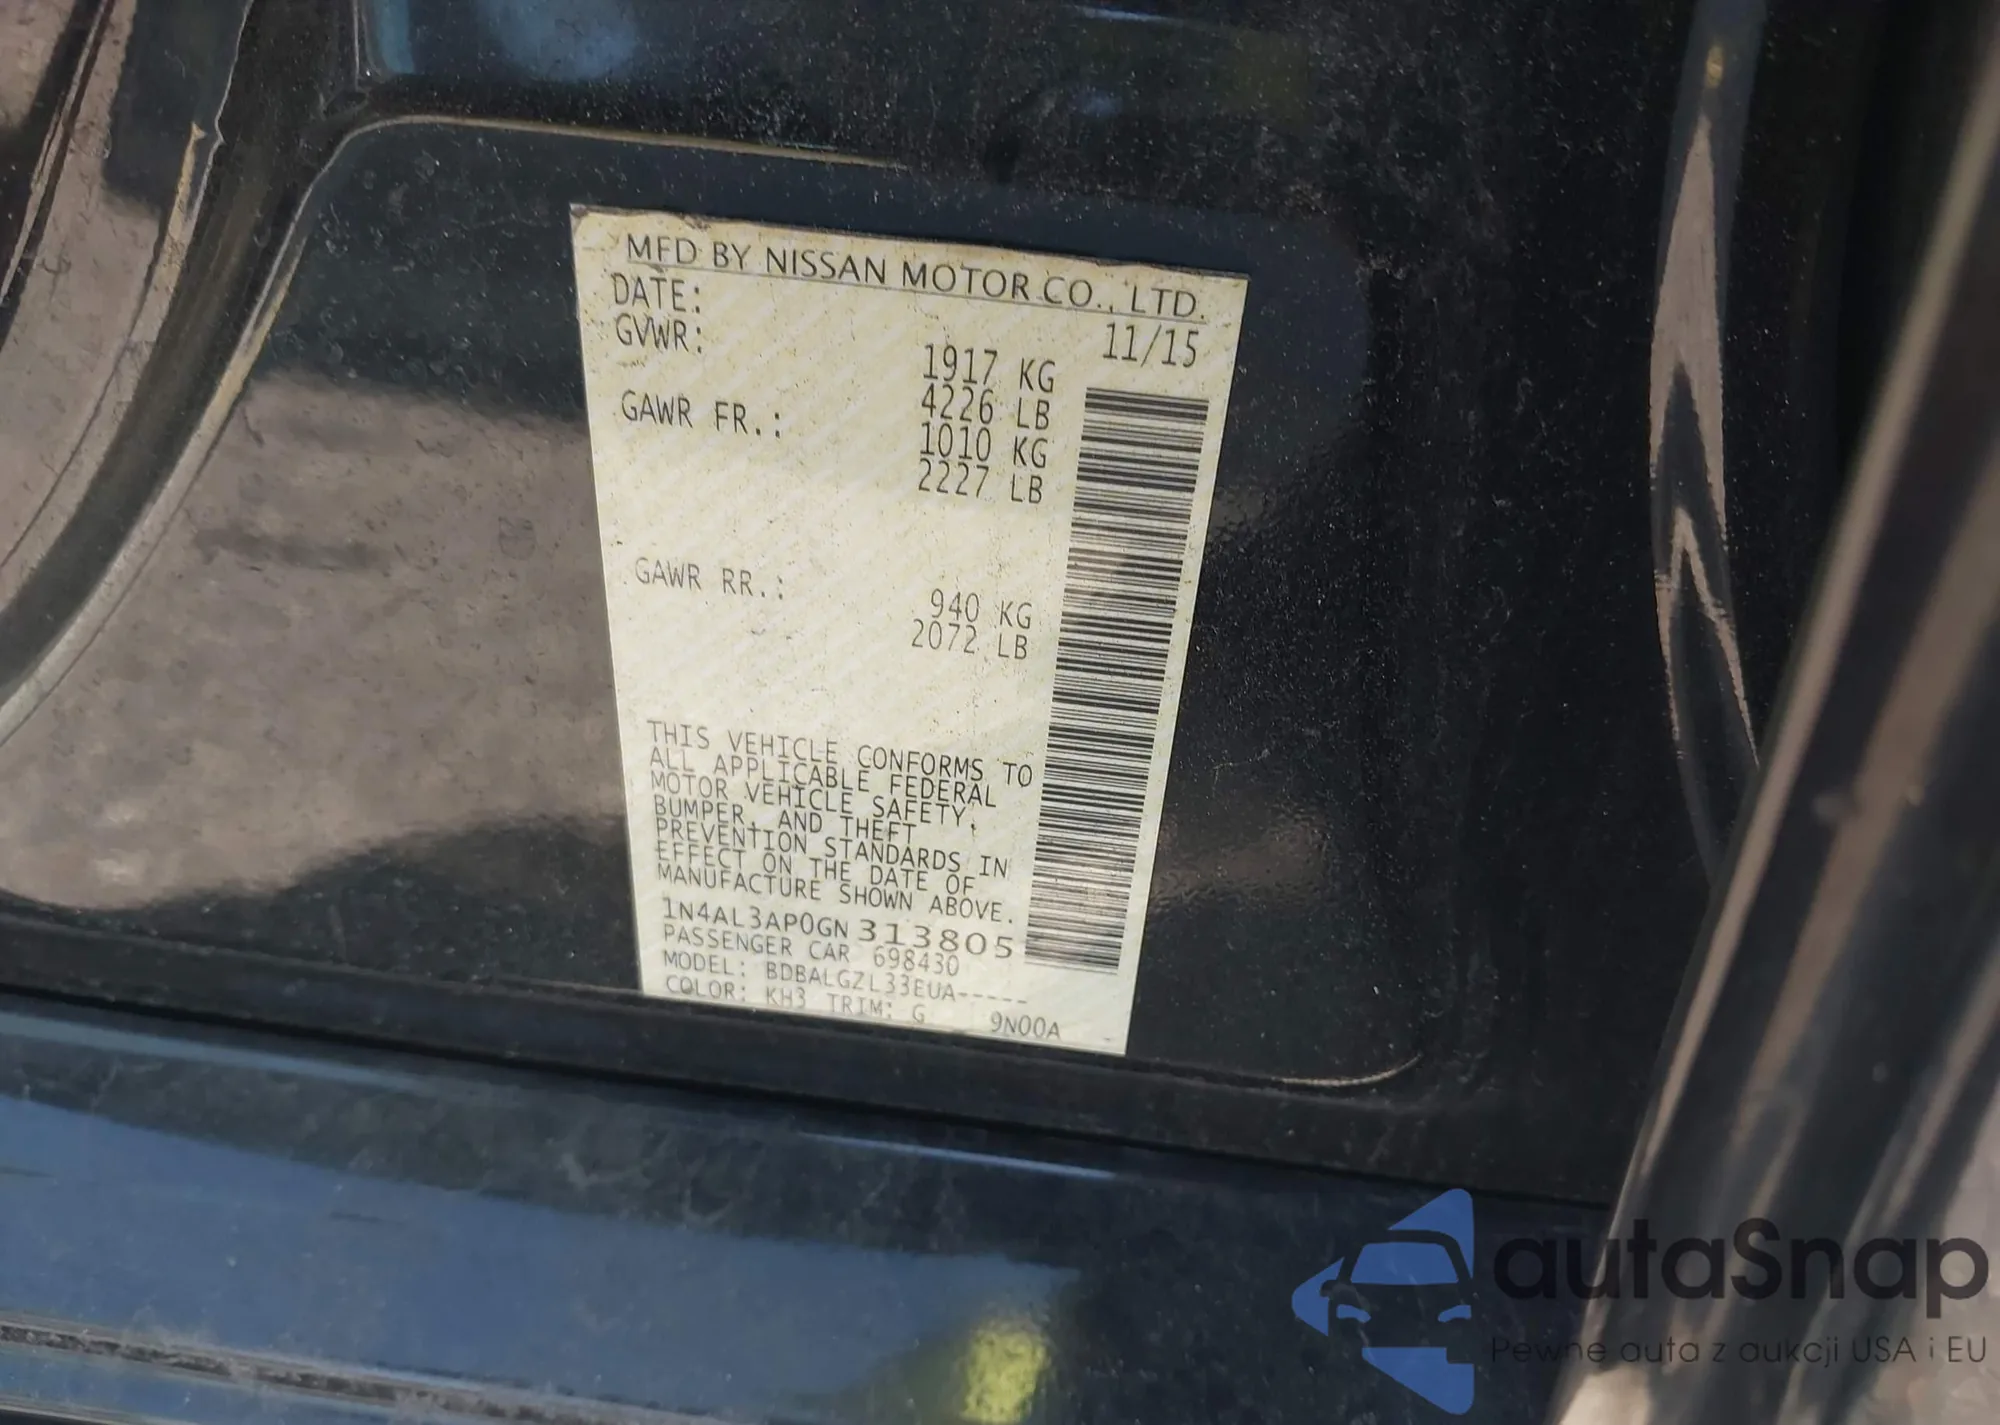 MFD BY NISSAN MOTOR CO., LTD.
DATE: 11/15
GVWR: 1917 KG
4226 LB
GAWR FR.: 1010 KG
2227 LB
GAWR RR.: 940 KG
2072 LB
THIS VEHICLE CONFORMS TO
ALL APPLICABLE FEDERAL
MOTOR VEHICLE SAFETY,
BUMPER, AND THEFT
PREVENTION STANDARDS IN
EFFECT ON THE DATE OF
MANUFACTURE SHOWN ABOVE.
1N4AL3AP0GN313805
PASSENGER CAR 698430
MODEL: BDBALGZL33EUA-----
COLOR: KH3 TRIM: G 9N00A
autaSnap
Pewne auta z aukcji USA i EU